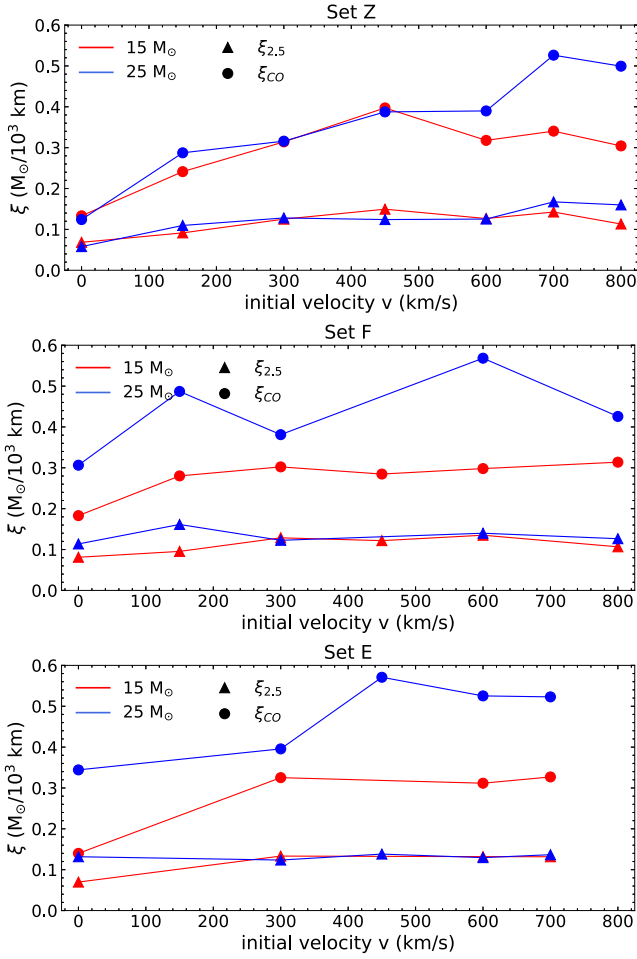 Set Z
15 M⊙ ξ2.5
25 M⊙ ξCO
ξ (M⊙/10³ km)
0.6
0.5
0.4
0.3
0.2
0.1
0.0
0 100 200 300 400 500 600 700 800
initial velocity v (km/s)
Set F
15 M⊙ ξ2.5
25 M⊙ ξCO
ξ (M⊙/10³ km)
0.6
0.5
0.4
0.3
0.2
0.1
0.0
0 100 200 300 400 500 600 700 800
initial velocity v (km/s)
Set E
15 M⊙ ξ2.5
25 M⊙ ξCO
ξ (M⊙/10³ km)
0.6
0.5
0.4
0.3
0.2
0.1
0.0
0 100 200 300 400 500 600 700 800
initial velocity v (km/s)